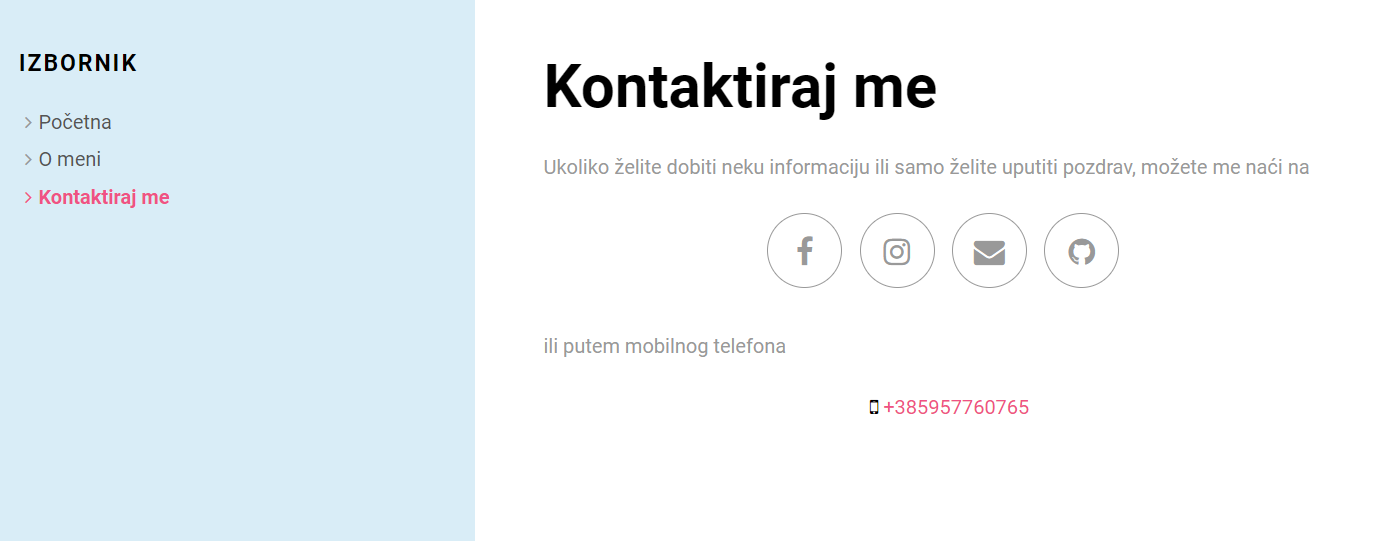 IZBORNIK
Početna
O meni
Kontaktiraj me
Kontaktiraj me
Ukoliko želite dobiti neku informaciju ili samo želite uputiti pozdrav, možete me naći na
ili putem mobilnog telefona
+385957760765